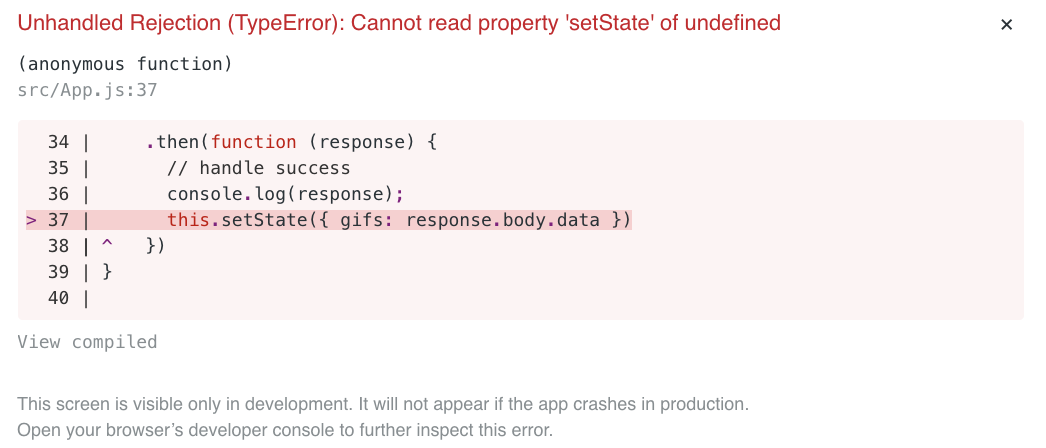 Unhandled Rejection (TypeError): Cannot read property 'setState' of undefined
×
(anonymous function)
src/App.js:37
  34 |     .then(function (response) {
  35 |       // handle success
  36 |       console.log(response);
> 37 |       this.setState({ gifs: response.body.data })
  38 | ^   })
  39 | }
  40 |
View compiled
This screen is visible only in development. It will not appear if the app crashes in production.
Open your browser’s developer console to further inspect this error.